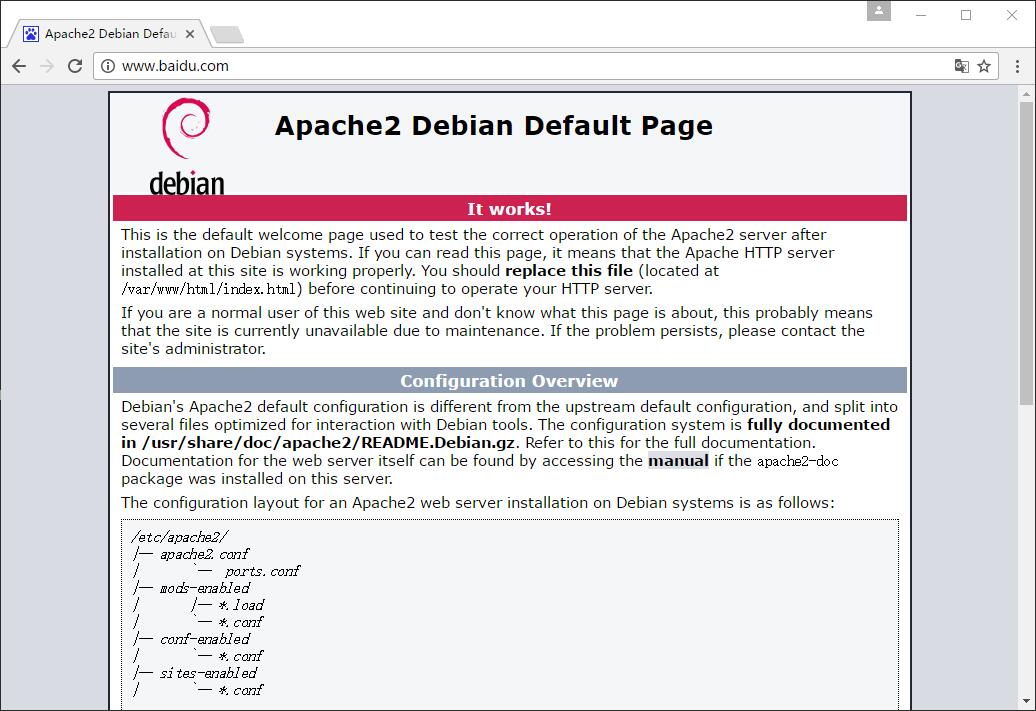 Apache2 Debian Defau
www.baidu.com
debian
Apache2 Debian Default Page
It works!
This is the default welcome page used to test the correct operation of the Apache2 server after
installation on Debian systems. If you can read this page, it means that the Apache HTTP server
installed at this site is working properly. You should replace this file (located at
/var/www/html/index.html) before continuing to operate your HTTP server.
If you are a normal user of this web site and don't know what this page is about, this probably means
that the site is currently unavailable due to maintenance. If the problem persists, please contact the
site's administrator.
Configuration Overview
Debian's Apache2 default configuration is different from the upstream default configuration, and split into
several files optimized for interaction with Debian tools. The configuration system is fully documented
in /usr/share/doc/apache2/README.Debian.gz. Refer to this for the full documentation.
Documentation for the web server itself can be found by accessing the manual if the apache2-doc
package was installed on this server.
The configuration layout for an Apache2 web server installation on Debian systems is as follows:
/etc/apache2/
|-- apache2.conf
|       `--  ports.conf
|-- mods-enabled
|       |-- *.load
|       `-- *.conf
|-- conf-enabled
|       `-- *.conf
|-- sites-enabled
|       `-- *.conf